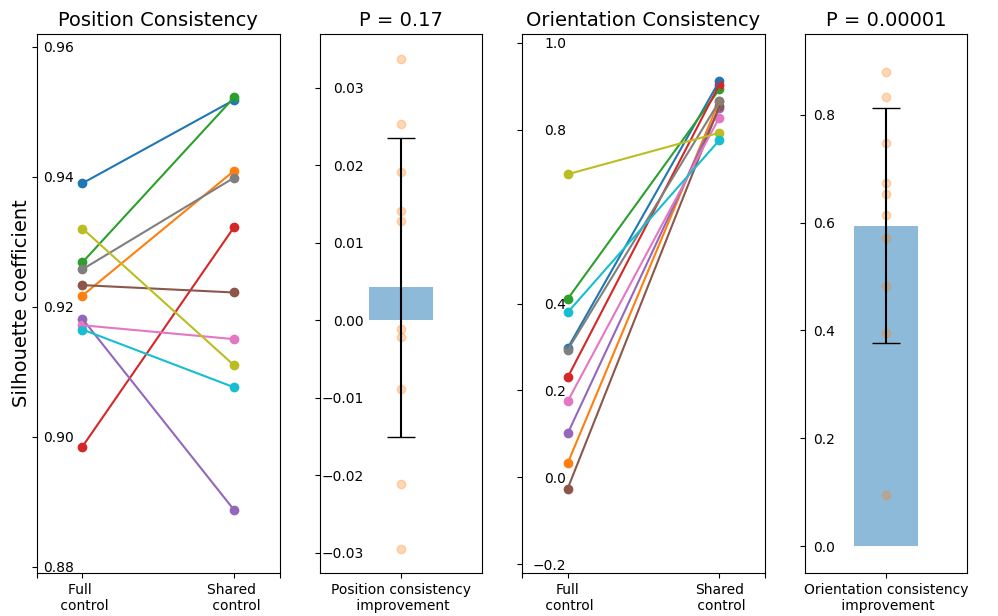 Position Consistency
P = 0.17
Orientation Consistency
P = 0.00001
Silhouette coefficient
0.96
0.94
0.92
0.90
0.88
Full
control
Shared
control
0.03
0.02
0.01
0.00
−0.01
−0.02
−0.03
Position consistency
improvement
1.0
0.8
0.4
0.2
0.0
−0.2
Full
control
Shared
control
0.8
0.6
0.4
0.2
0.0
Orientation consistency
improvement